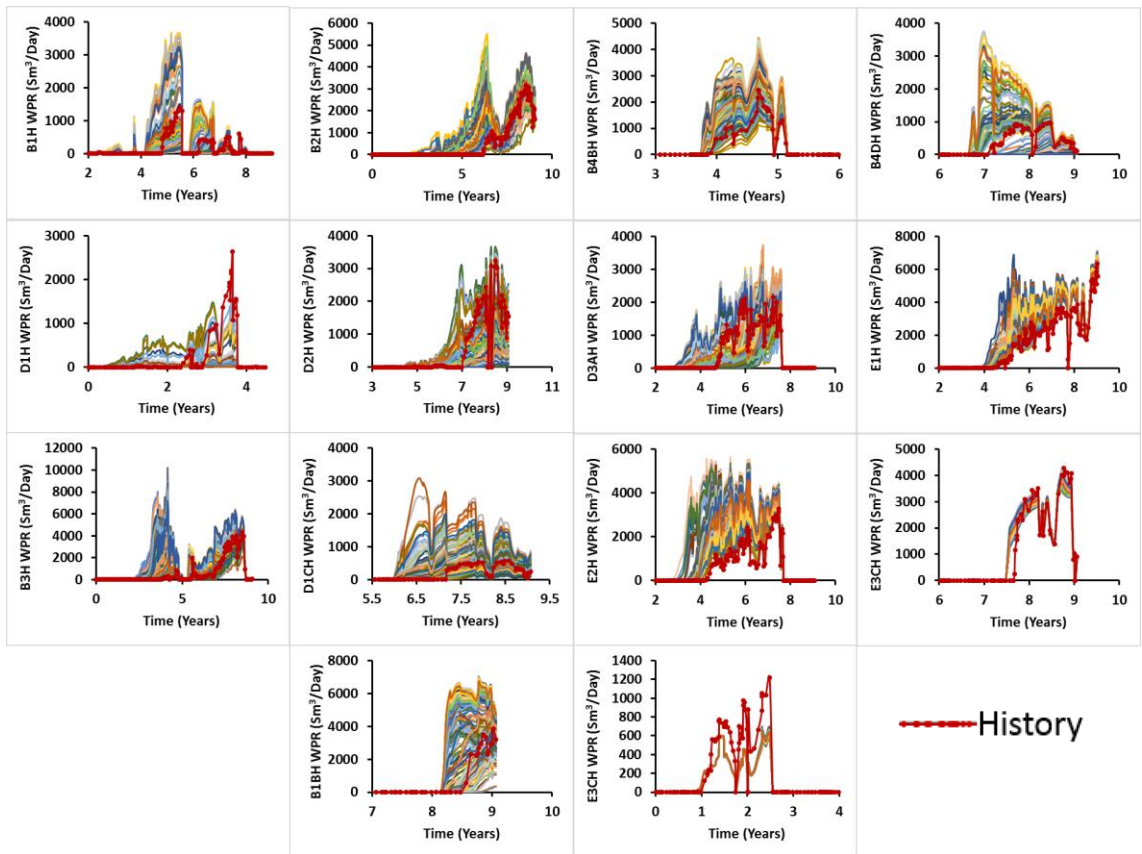 B1H WPR (Sm³/Day)
4000
3000
2000
1000
0
2 4 6 8
Time (Years)
B2H WPR (Sm³/Day)
6000
5000
4000
3000
2000
1000
0
0 5 10
Time (Years)
B4BH WPR (Sm³/Day)
5000
4000
3000
2000
1000
0
3 4 5 6
Time (Years)
B4DH WPR (Sm³/Day)
4000
3000
2000
1000
0
6 7 8 9 10
Time (Years)
D1H WPR (Sm³/Day)
3000
2000
1000
0
0 2 4
Time (Years)
D2H WPR (Sm³/Day)
4000
3000
2000
1000
0
3 5 7 9 11
Time (Years)
D3AH WPR (Sm³/Day)
4000
3000
2000
1000
0
2 4 6 8 10
Time (Years)
E1H WPR (Sm³/Day)
8000
6000
4000
2000
0
2 4 6 8 10
Time (Years)
B3H WPR (Sm³/Day)
12000
10000
8000
6000
4000
2000
0
0 5 10
Time (Years)
D1CH WPR (Sm³/Day)
4000
3000
2000
1000
0
5.5 6.5 7.5 8.5 9.5
Time (Years)
E2H WPR (Sm³/Day)
6000
4000
2000
0
2 4 6 8 10
Time (Years)
E3CH WPR (Sm³/Day)
5000
4000
3000
2000
1000
0
6 7 8 9 10
Time (Years)
B1BH WPR (Sm³/Day)
8000
6000
4000
2000
0
7 8 9 10
Time (Years)
E3CH WPR (Sm³/Day)
1400
1200
1000
800
600
400
200
0
0 1 2 3 4
Time (Years)
History